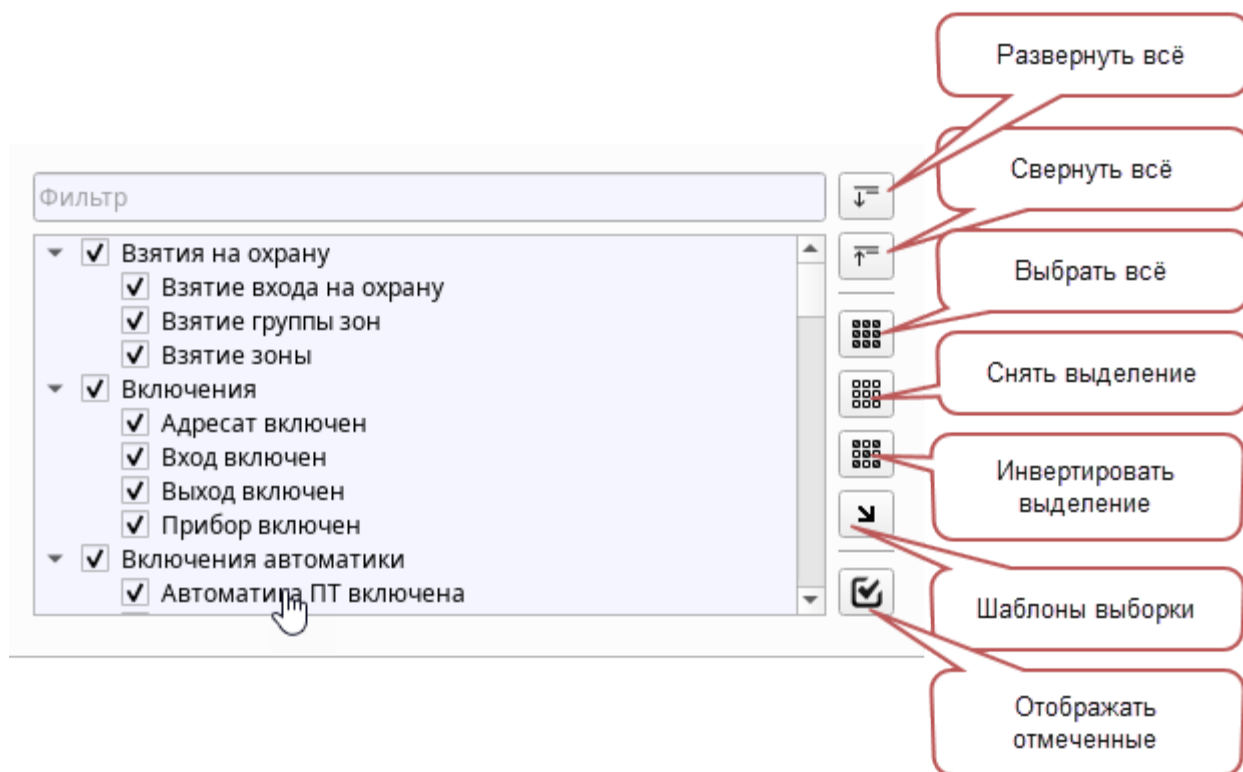 Развернуть всё
Свернуть всё
Выбрать всё
Снять выделение
Инвертировать
выделение
Шаблоны выборки
Отображать
отмеченные
Фильтр
Взятия на охрану
Взятие входа на охрану
Взятие группы зон
Взятие зоны
Включения
Адресат включен
Вход включен
Выход включен
Прибор включен
Включения автоматики
Автоматика ПТ включена